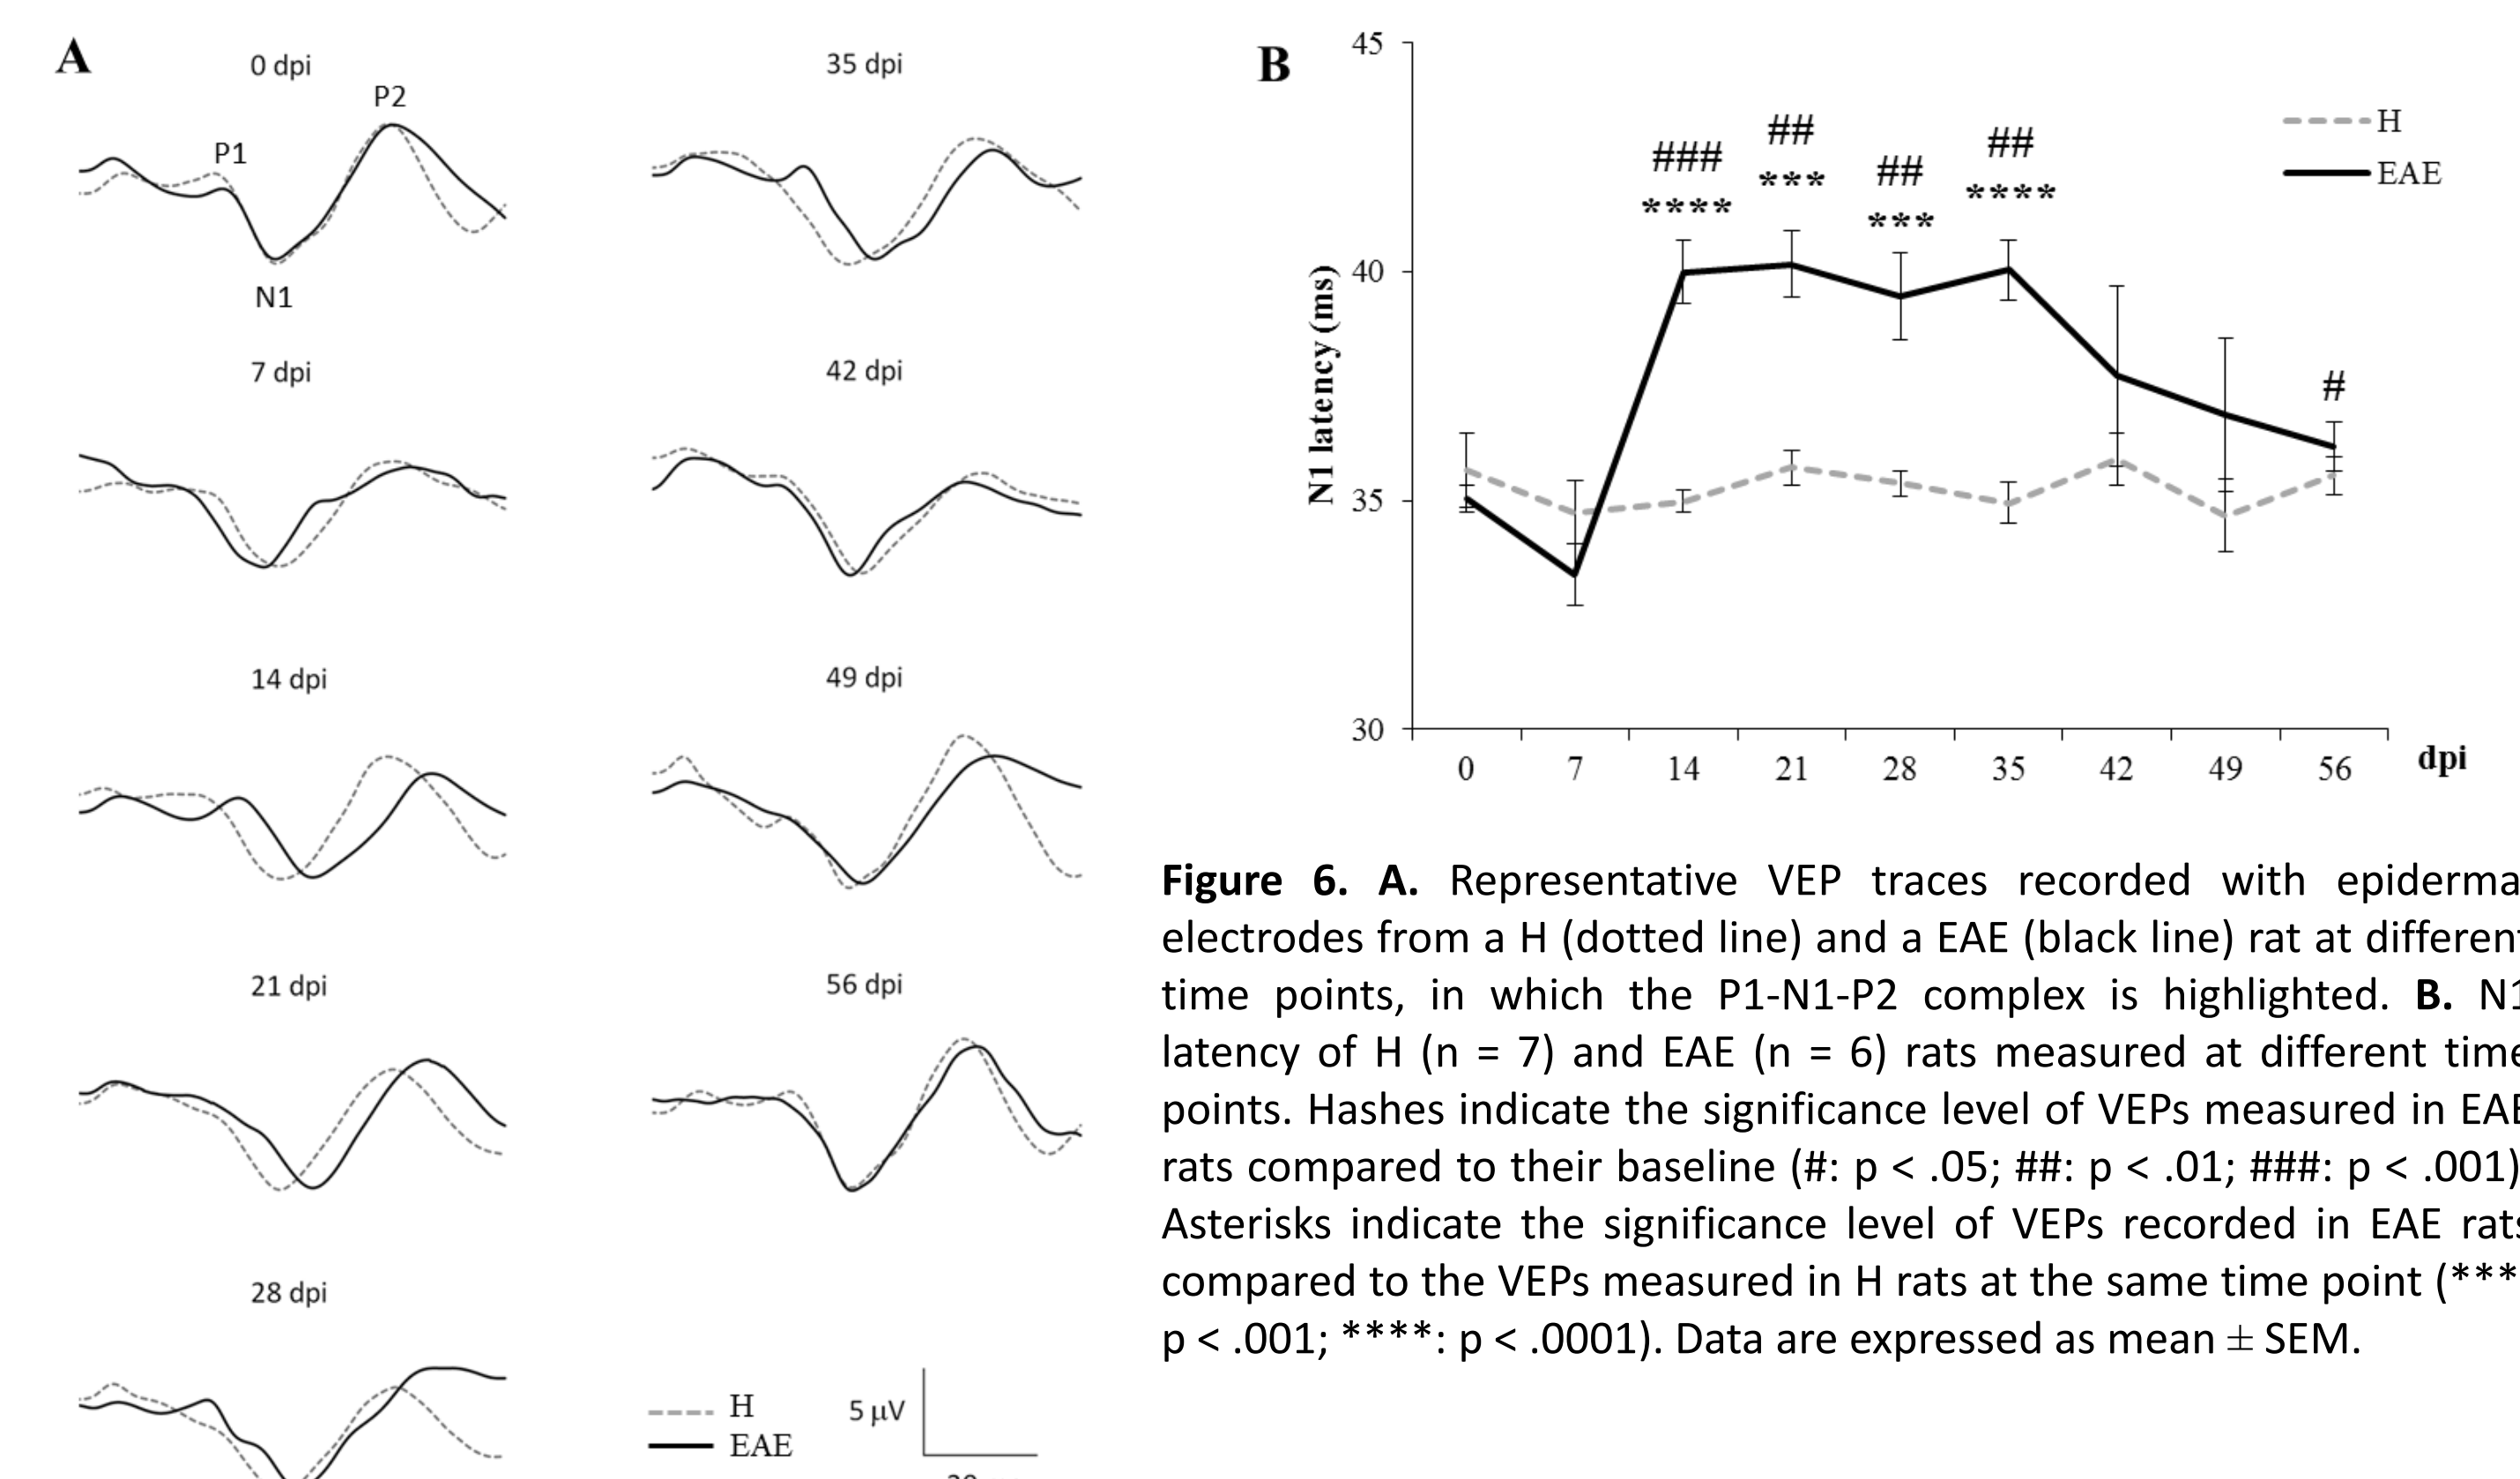 A
0 dpi
P1
P2
N1
7 dpi
14 dpi
21 dpi
28 dpi
35 dpi
42 dpi
49 dpi
56 dpi
H
EAE
5 µV
B
45
40
35
30
N1 latency (ms)
### ## ## ##
**** *** *** ****
#
H
EAE
0 7 14 21 28 35 42 49 56 dpi
Figure 6. A. Representative VEP traces recorded with epiderma
electrodes from a H (dotted line) and a EAE (black line) rat at different
time points, in which the P1-N1-P2 complex is highlighted. B. N1
latency of H (n = 7) and EAE (n = 6) rats measured at different time
points. Hashes indicate the significance level of VEPs measured in EAE
rats compared to their baseline (#: p < .05; ##: p < .01; ###: p < .001)
Asterisks indicate the significance level of VEPs recorded in EAE rats
compared to the VEPs measured in H rats at the same time point (***
p < .001; ****: p < .0001). Data are expressed as mean ± SEM.